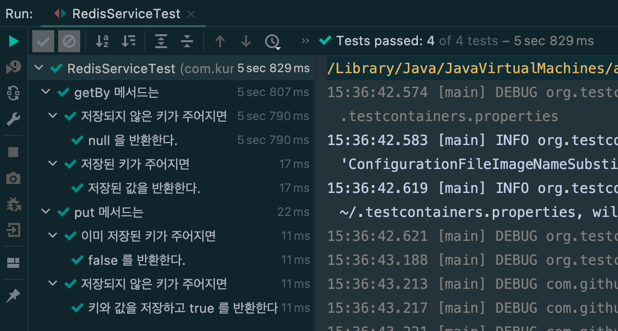 Run: RedisServiceTest
Tests passed: 4 of 4 tests – 5 sec 829 ms
RedisServiceTest (com.kur 5 sec 829 ms
getBy 메서드는 5 sec 807 ms
저장되지 않은 키가 주어지면 5 sec 790 ms
null 을 반환한다. 5 sec 790 ms
저장된 키가 주어지면 17 ms
저장된 값을 반환한다. 17 ms
put 메서드는 22 ms
이미 저장된 키가 주어지면 11 ms
false 를 반환한다. 11 ms
저장되지 않은 키가 주어지면 11 ms
키와 값을 저장하고 true 를 반환한다 11 ms
/Library/Java/JavaVirtualMachines/a
15:36:42.574 [main] DEBUG org.testc
.testcontainers.properties
15:36:42.583 [main] INFO org.testco
'ConfigurationFileImageNameSubsti
15:36:42.619 [main] INFO org.testco
~/.testcontainers.properties, wil
15:36:42.621 [main] DEBUG org.testc
15:36:43.188 [main] DEBUG org.testc
15:36:43.213 [main] DEBUG com.githu
15:36:43.217 [main] DEBUG com.githu
15:36:43.221 [main] DEBUG com.githu